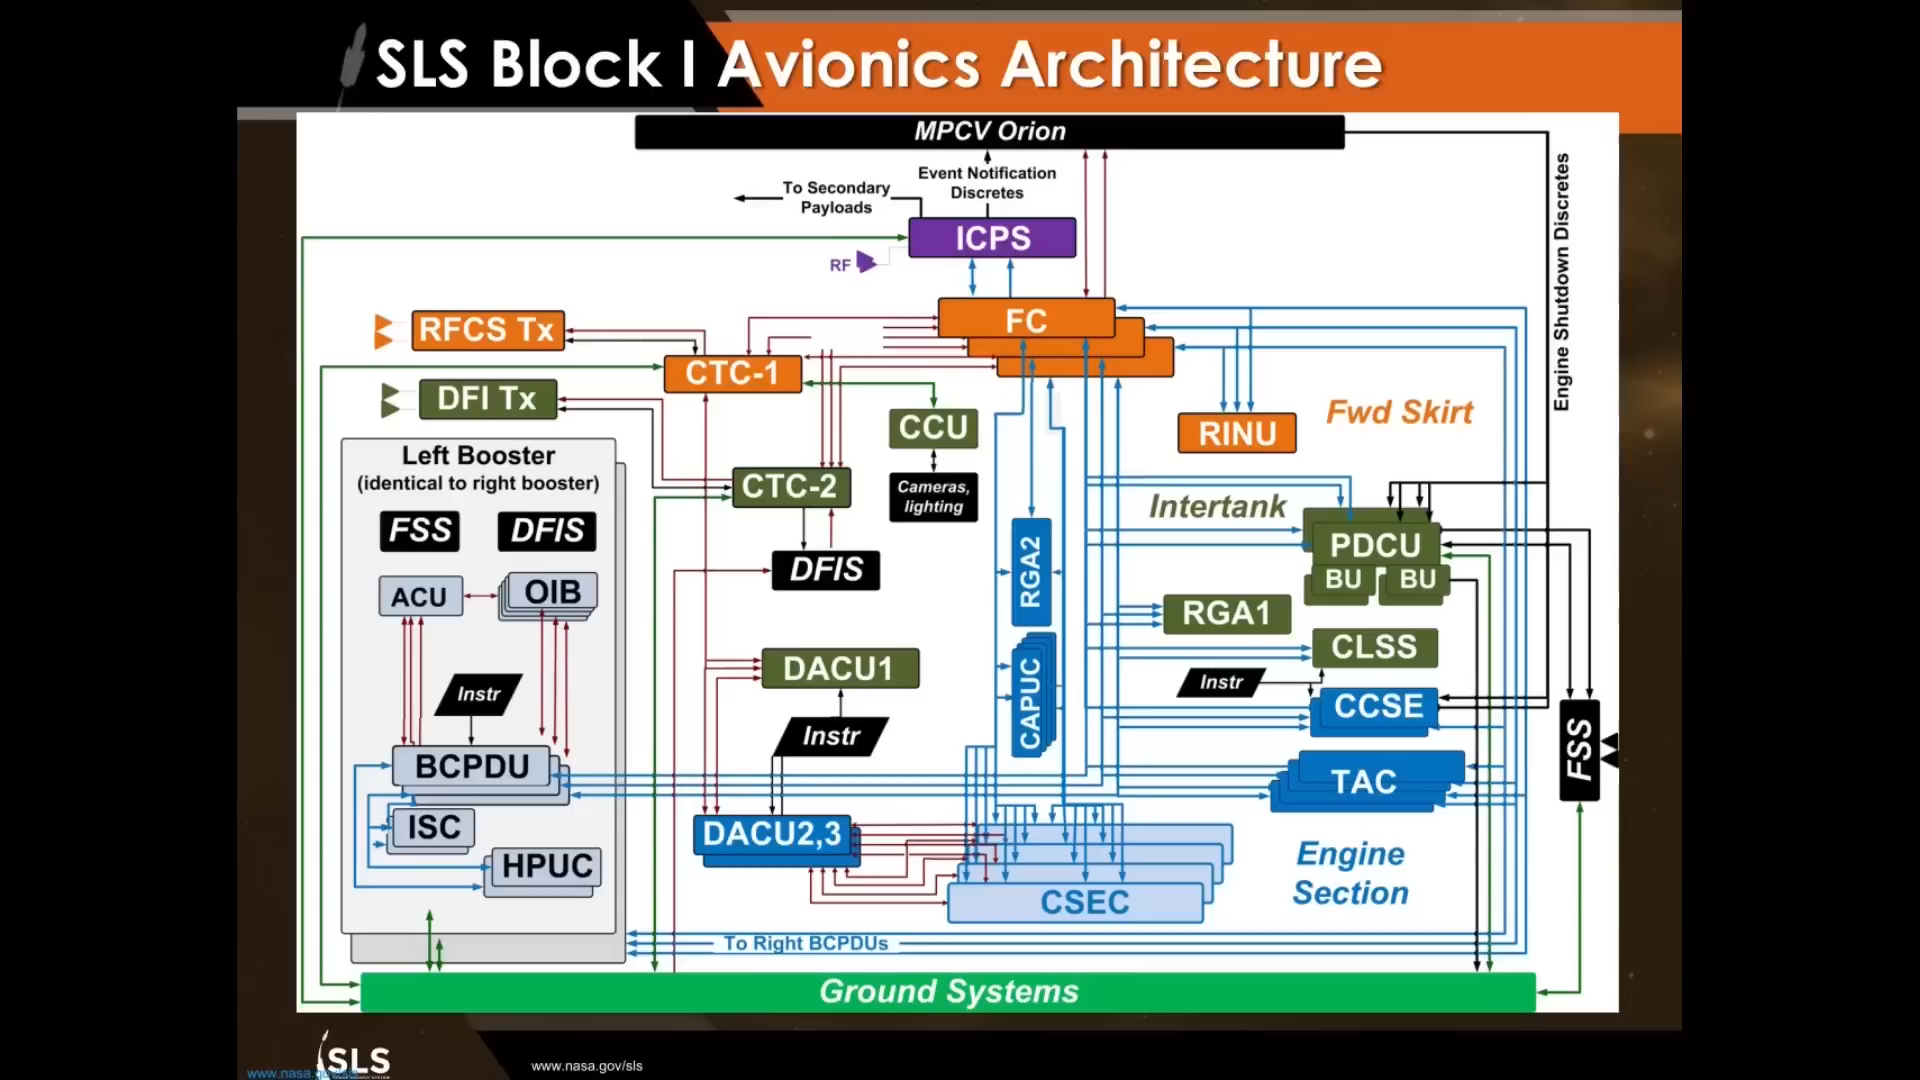 SLS Block I Avionics Architecture
MPCV Orion
Event Notification
Discretes
To Secondary
Payloads
ICPS
RF
Engine Shutdown Discretes
FC
RFCS Tx
CTC-1
DFI Tx
CCU
Cameras,
lighting
RINU
Fwd Skirt
Left Booster
(identical to right booster)
FSS
DFIS
CTC-2
DFIS
Intertank
PDCU
BU
BU
ACU
OIB
RGA2
RGA1
CLSS
DACU1
Instr
Instr
Instr
CAPUC
CCSE
FSS
BCPDU
TAC
ISC
DACU2,3
HPUC
CSEC
Engine
Section
To Right BCPDUs
Ground Systems
SLS
www.nasa.gov/sls
www.nasa.gov/sls